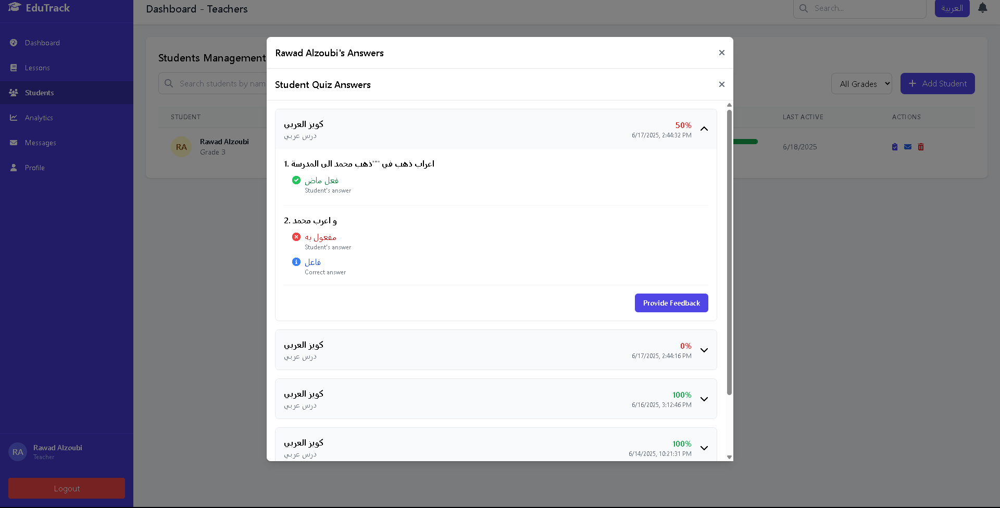 EduTrack
Dashboard
Lessons
Students
Analytics
Messages
Profile
RA
Rawad Alzoubi
Teacher
Logout
Dashboard - Teachers
Search...
العربية
Students Management
Search students by nam
All Grades
Add Student
STUDENT
LAST ACTIVE
ACTIONS
RA
Rawad Alzoubi
Grade 3
6/18/2025
Rawad Alzoubi's Answers
Student Quiz Answers
كويز العربي
درس عربي
50%
6/17/2025, 2:44:32 PM
1. اعراب ذهب في ""ذهب محمد الى المدرسة
فعل ماض
Student's answer
2. و اعرب محمد
مفعول به
Student's answer
فاعل
Correct answer
Provide Feedback
كويز العربي
درس عربي
0%
6/17/2025, 2:44:16 PM
كويز العربي
درس عربي
100%
6/16/2025, 3:12:46 PM
كويز العربي
درس عربي
100%
6/14/2025, 10:21:31 PM